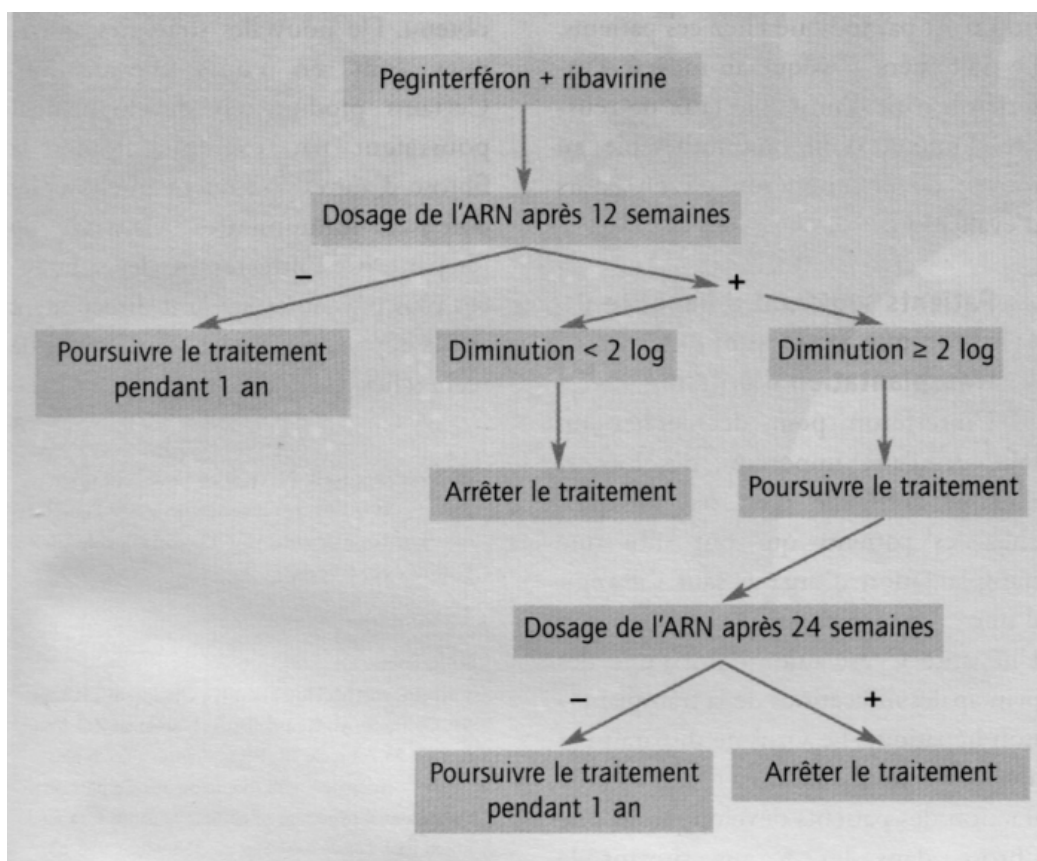 Peginterféron + ribavirine
Dosage de l'ARN après 12 semaines
–
+
Poursuivre le traitement
pendant 1 an
Diminution < 2 log
Diminution ≥ 2 log
Arrêter le traitement
Poursuivre le traitement
Dosage de l'ARN après 24 semaines
–
+
Poursuivre le traitement
pendant 1 an
Arrêter le traitement